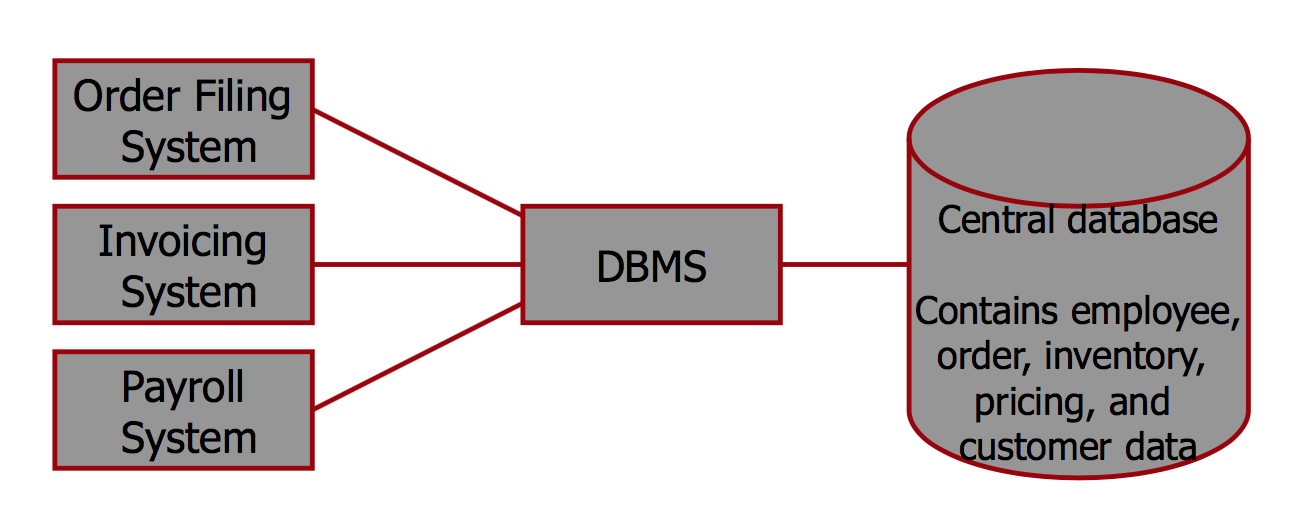 Order Filing
System
Invoicing
System
Payroll
System
DBMS
Central database
Contains employee,
order, inventory,
pricing, and
customer data